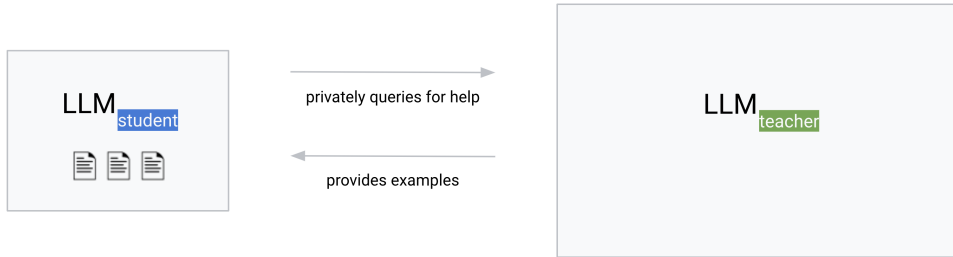 LLM student
privately queries for help
provides examples
LLM teacher